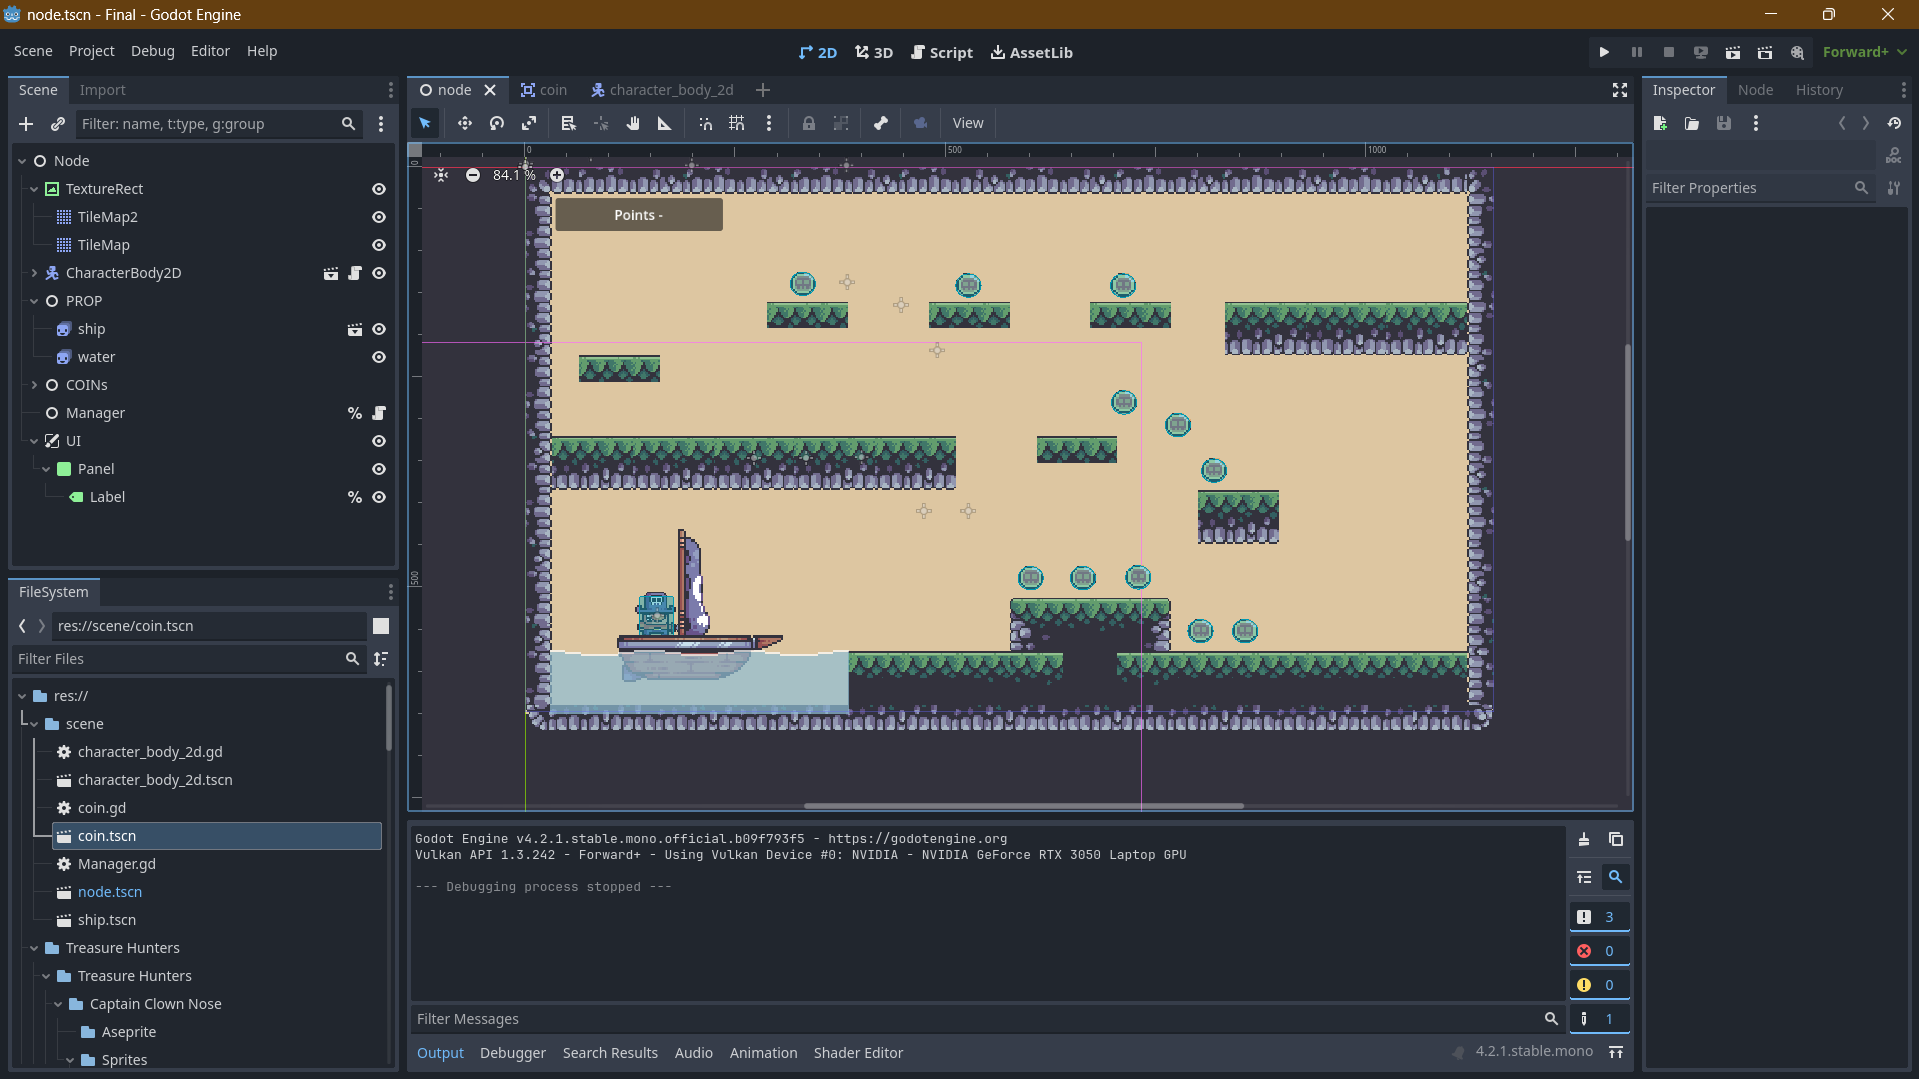 node.tscn - Final - Godot Engine
Scene Project Debug Editor Help
2D 3D Script AssetLib
Forward+
Scene Import
Filter: name, t:type, g:group
Node
TextureRect
TileMap2
TileMap
CharacterBody2D
PROP
ship
water
COINs
Manager
UI
Panel
Label
FileSystem
res://scene/coin.tscn
Filter Files
res://
scene
character_body_2d.gd
character_body_2d.tscn
coin.gd
coin.tscn
Manager.gd
node.tscn
ship.tscn
Treasure Hunters
Treasure Hunters
Captain Clown Nose
Aseprite
Sprites
node coin character_body_2d
View
0 500 1000
0
500
84.1 %
Points -
Godot Engine v4.2.1.stable.mono.official.b09f793f5 - https://godotengine.org
Vulkan API 1.3.242 - Forward+ - Using Vulkan Device #0: NVIDIA - NVIDIA GeForce RTX 3050 Laptop GPU
--- Debugging process stopped ---
3
0
0
1
Filter Messages
Output Debugger Search Results Audio Animation Shader Editor
4.2.1.stable.mono
Inspector Node History
DOC
Filter Properties